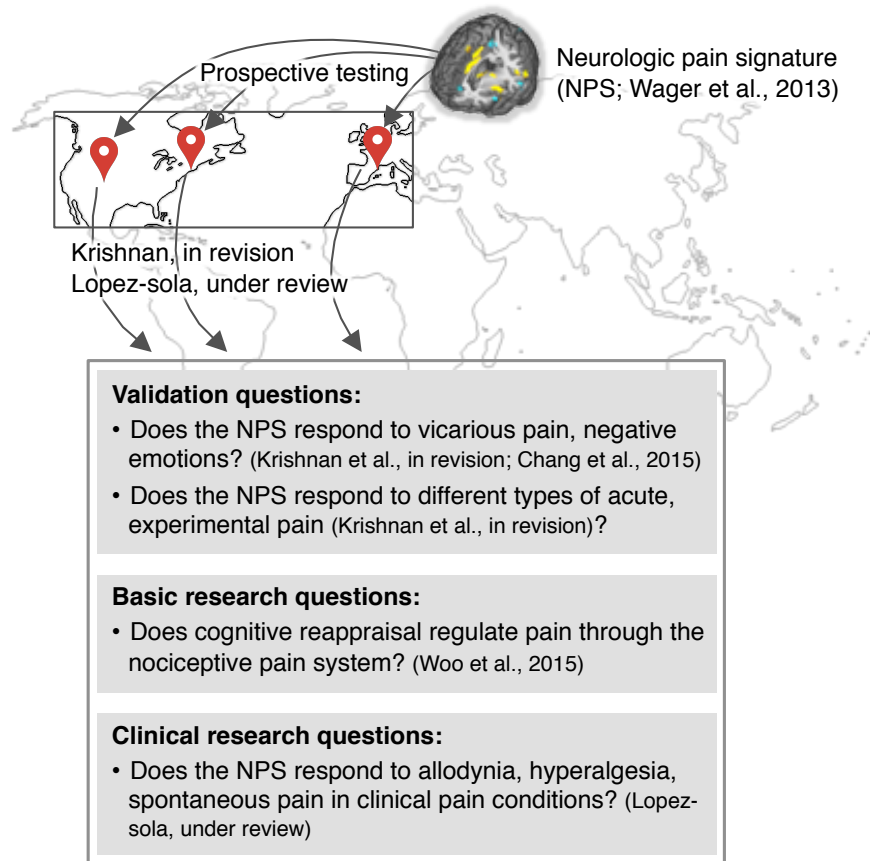 Neurologic pain signature
(NPS; Wager et al., 2013)
Prospective testing
Krishnan, in revision
Lopez-sola, under review
Validation questions:
• Does the NPS respond to vicarious pain, negative
emotions? (Krishnan et al., in revision; Chang et al., 2015)
• Does the NPS respond to different types of acute,
experimental pain (Krishnan et al., in revision)?
Basic research questions:
• Does cognitive reappraisal regulate pain through the
nociceptive pain system? (Woo et al., 2015)
Clinical research questions:
• Does the NPS respond to allodynia, hyperalgesia,
spontaneous pain in clinical pain conditions? (Lopez-
sola, under review)